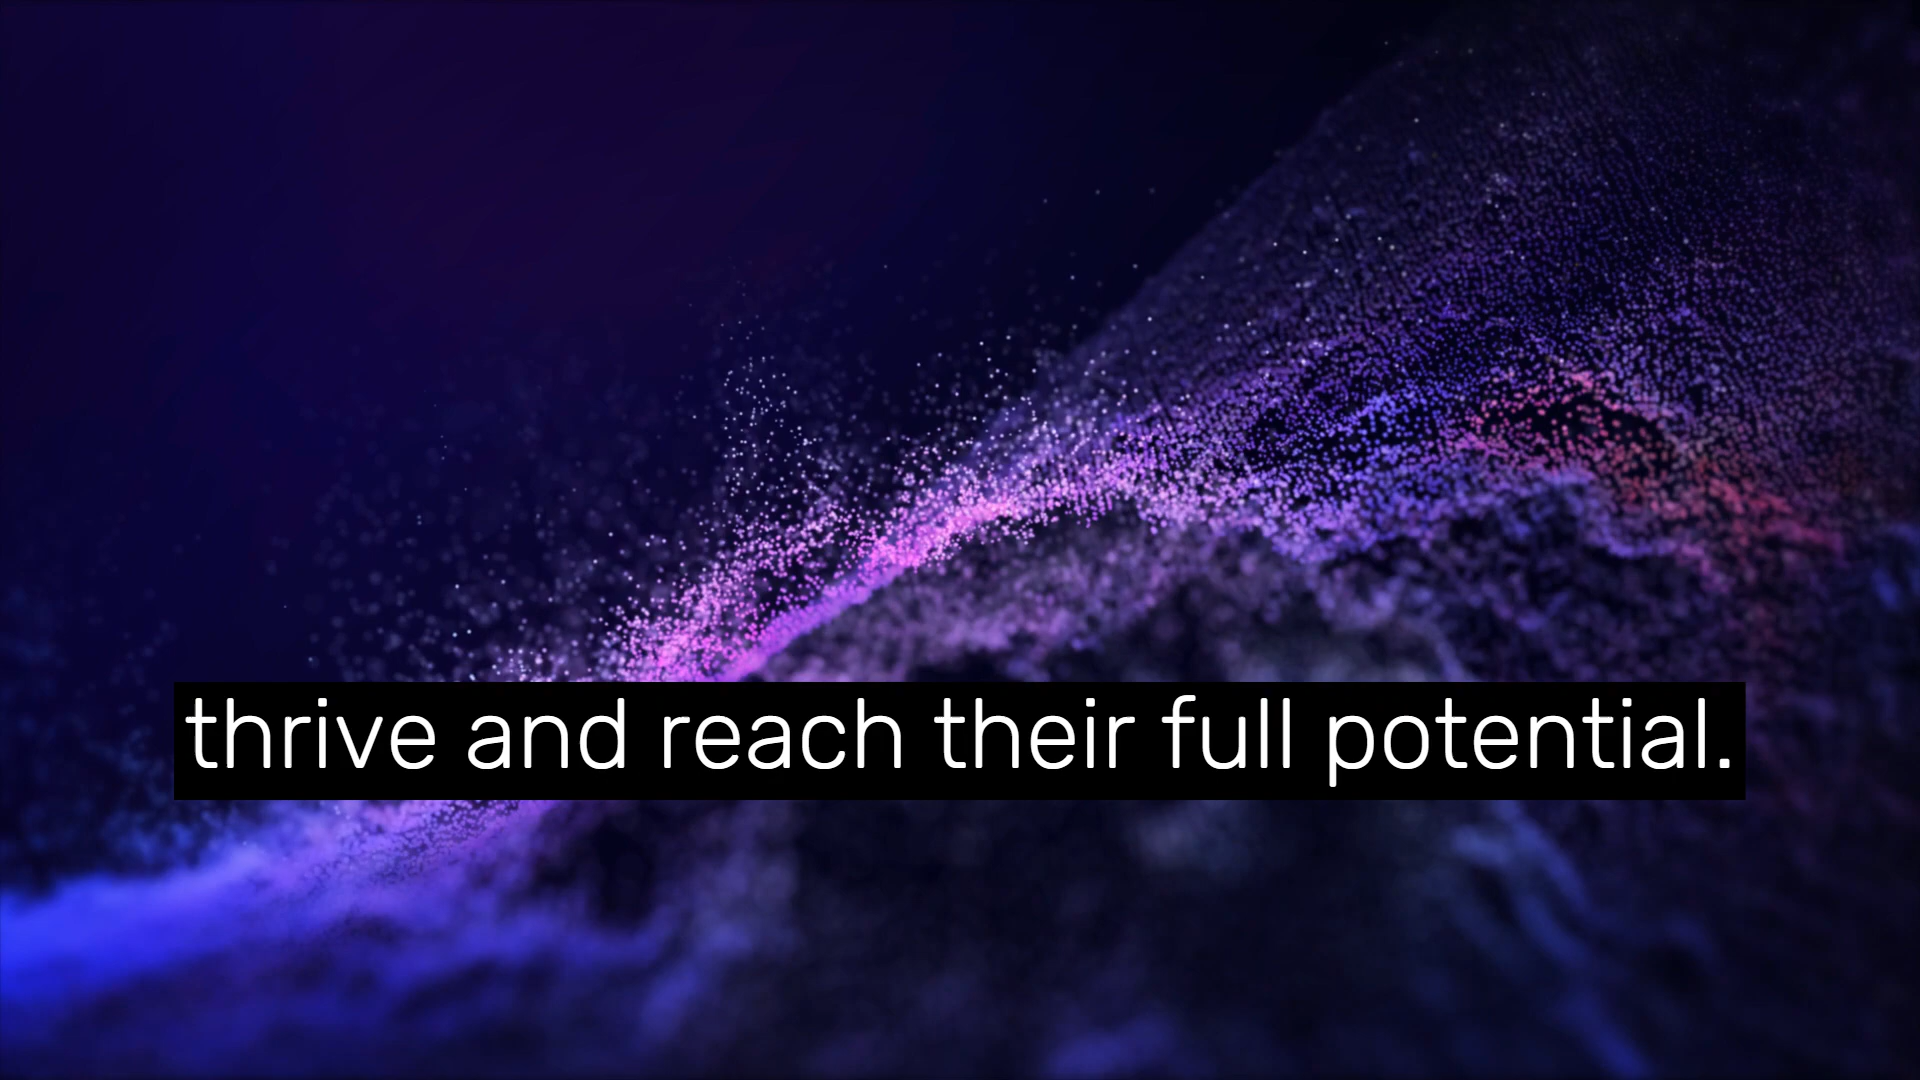 thrive and reach their full potential.